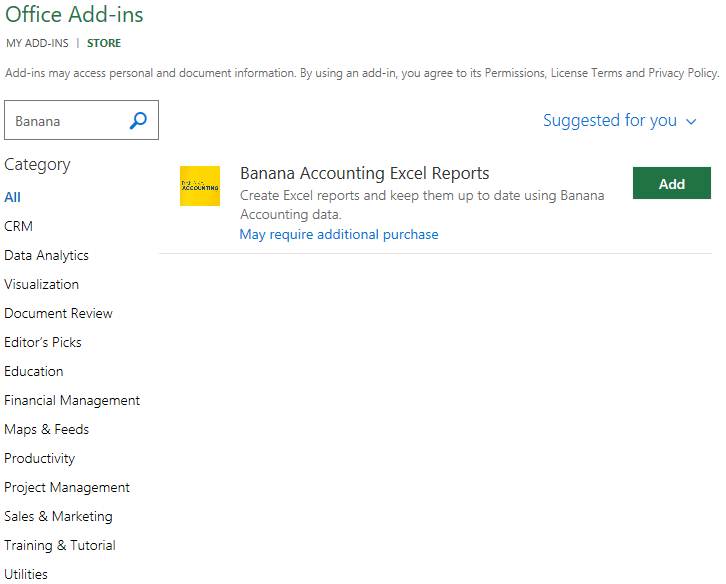 Office Add-ins
MY ADD-INS | STORE
Add-ins may access personal and document information. By using an add-in, you agree to its Permissions, License Terms and Privacy Policy.
Banana
Suggested for you
Category
All
CRM
Data Analytics
Visualization
Document Review
Editor's Picks
Education
Financial Management
Maps & Feeds
Productivity
Project Management
Sales & Marketing
Training & Tutorial
Utilities
ACCOUNTING
Banana Accounting Excel Reports
Create Excel reports and keep them up to date using Banana
Accounting data.
May require additional purchase
Add